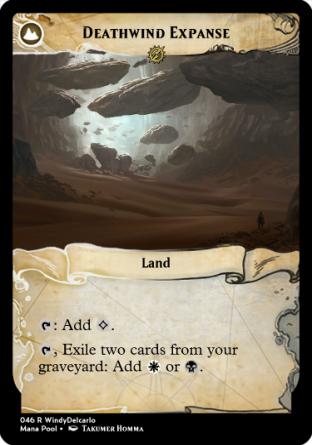 Deathwind Expanse
Land
: Add .
, Exile two cards from your
graveyard: Add or .
046 R WindyDelcarlo
Mana Pool • Takumer Homma